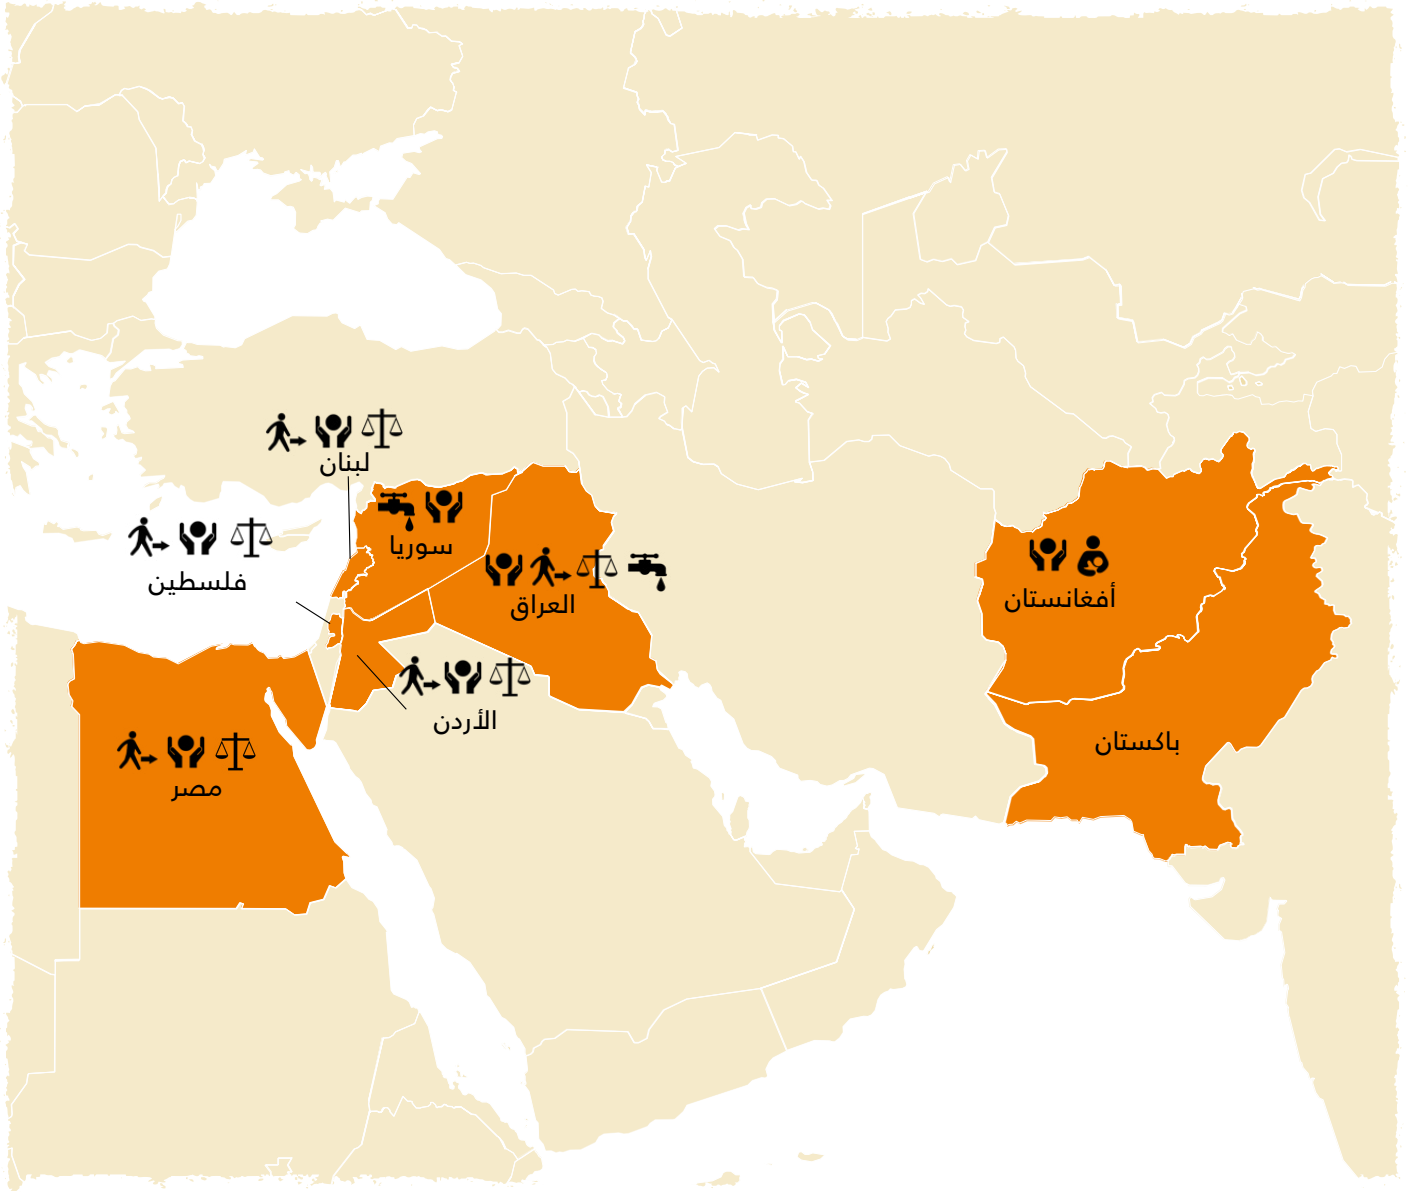 لبنان
سوريا
فلسطين
العراق
أفغانستان
الأردن
باكستان
مصر